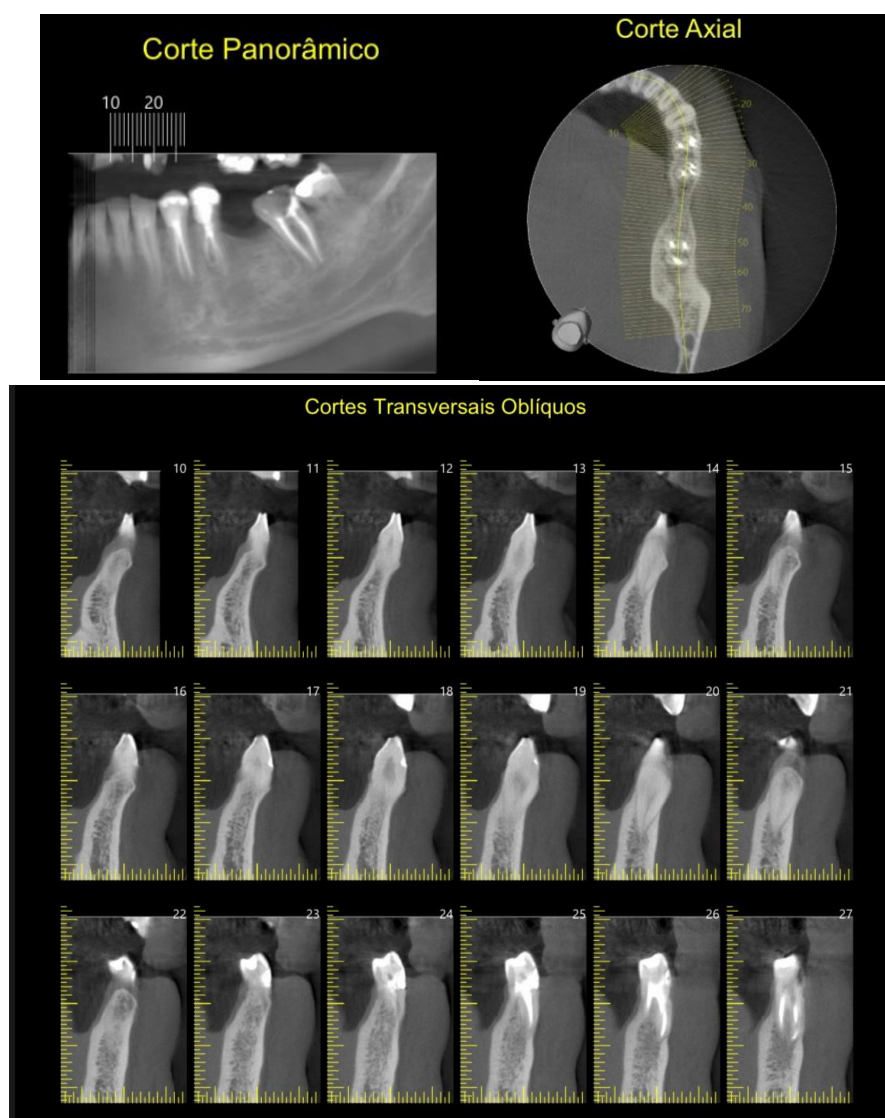 Corte Panorâmico
Corte Axial
10 20
10
20
30
40
50
60
70
Cortes Transversais Oblíquos
10 11 12 13 14 15
16 17 18 19 20 21
22 23 24 25 26 27